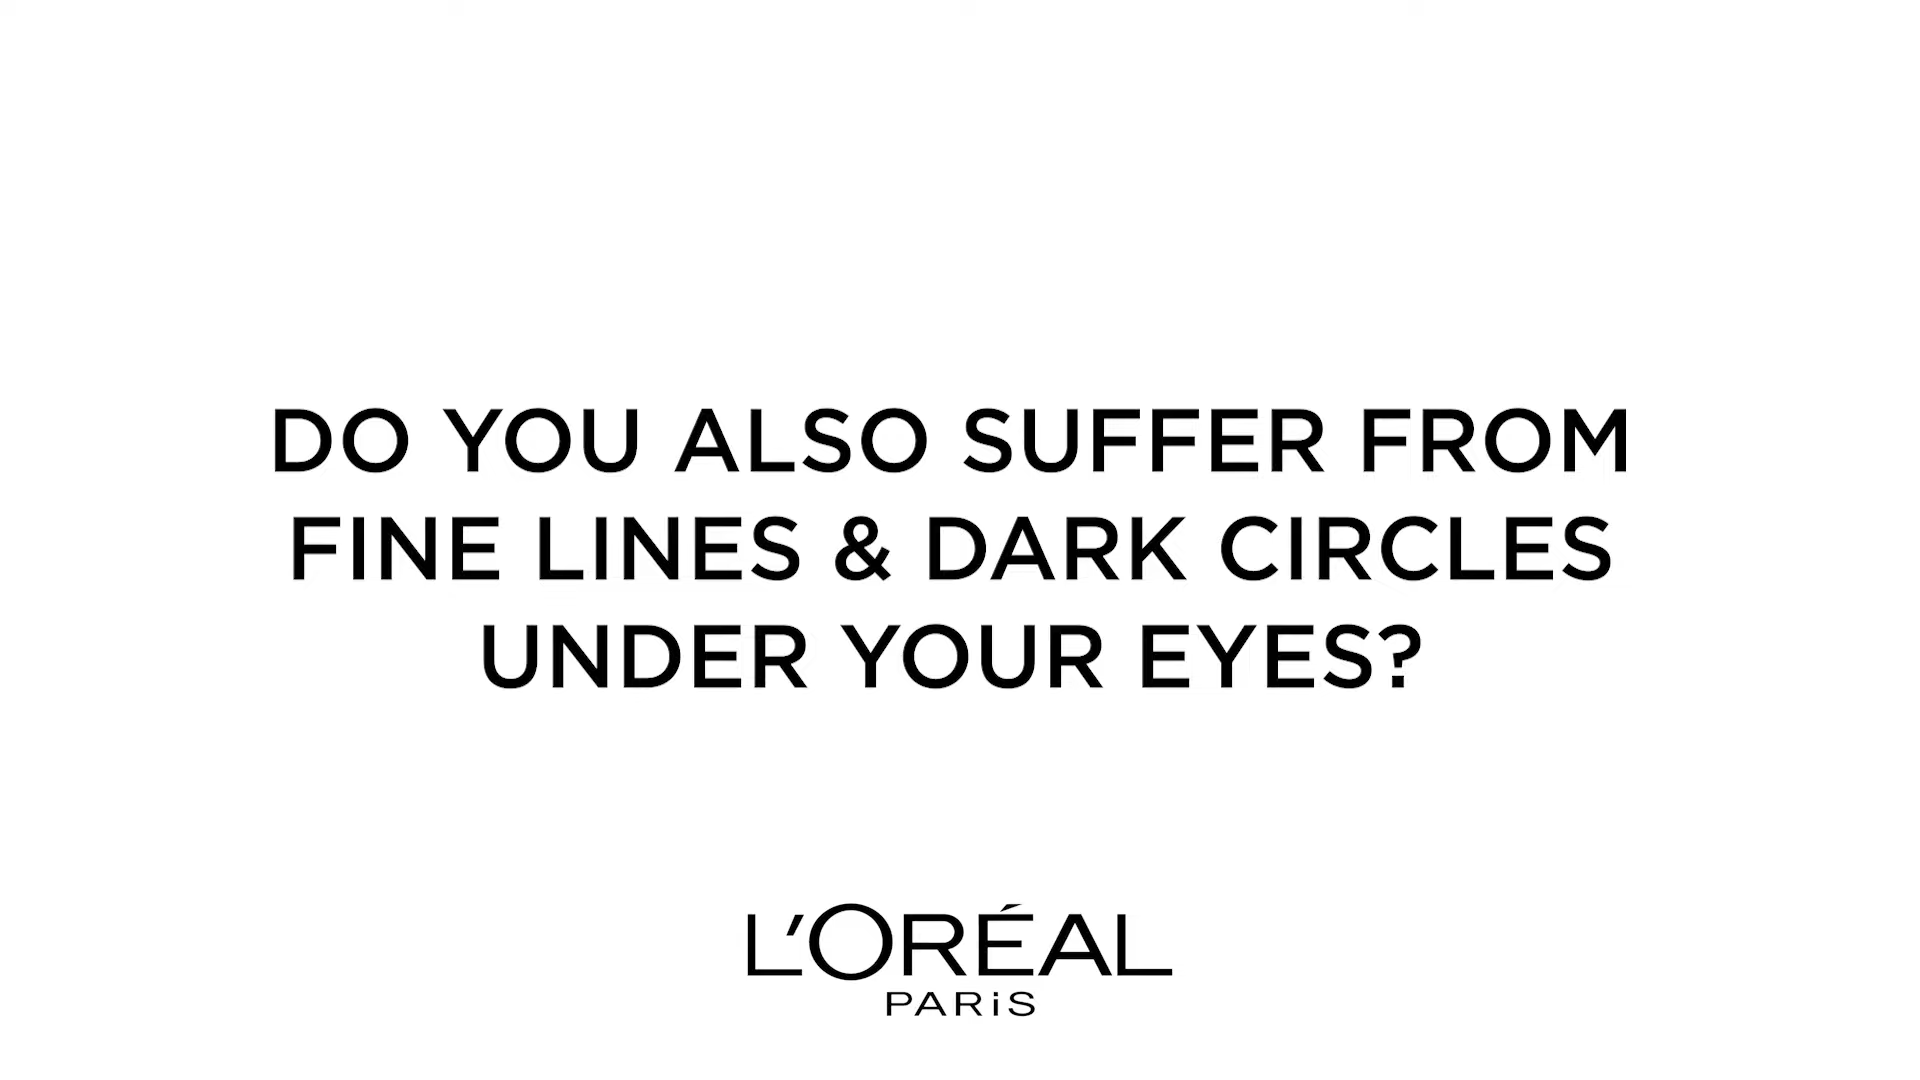 DO YOU ALSO SUFFER FROM
FINE LINES & DARK CIRCLES
UNDER YOUR EYES?
L'ORÉAL
PARiS